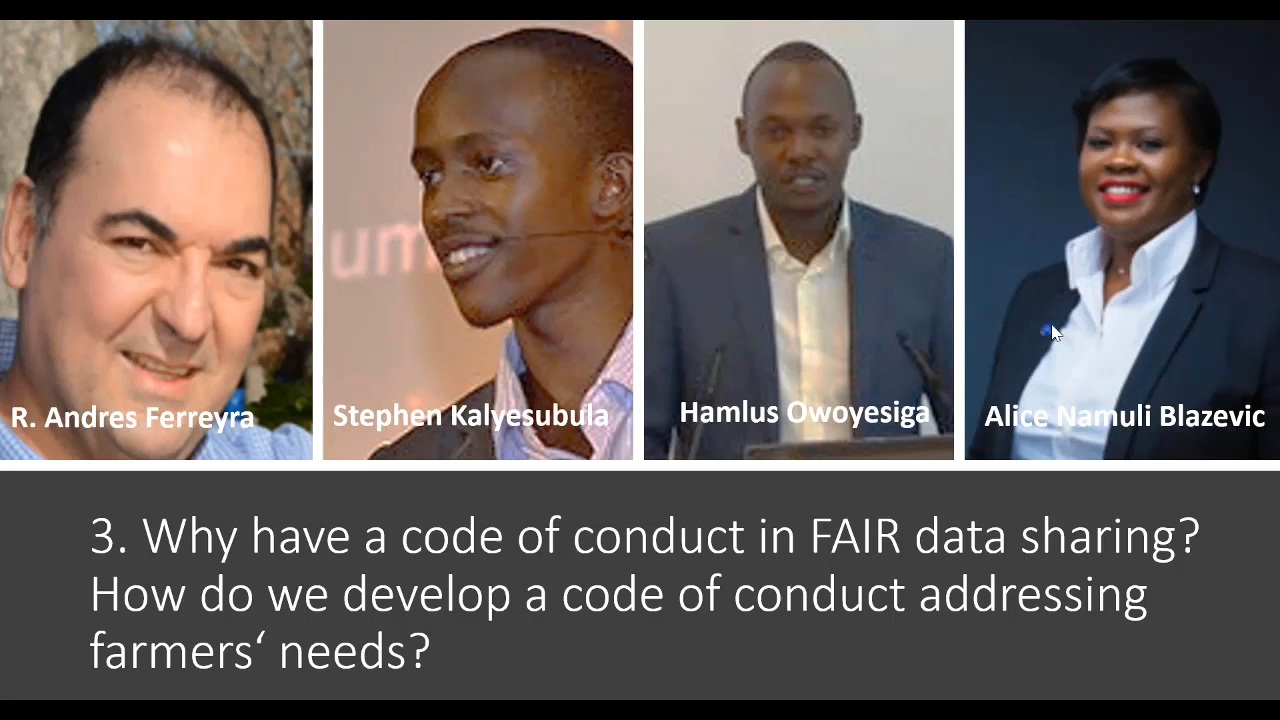 um
R. Andres Ferreyra
Stephen Kalyesubula
Hamlus Owoyesiga
Alice Namuli Blazevic
3. Why have a code of conduct in FAIR data sharing?
How do we develop a code of conduct addressing
farmers‘ needs?